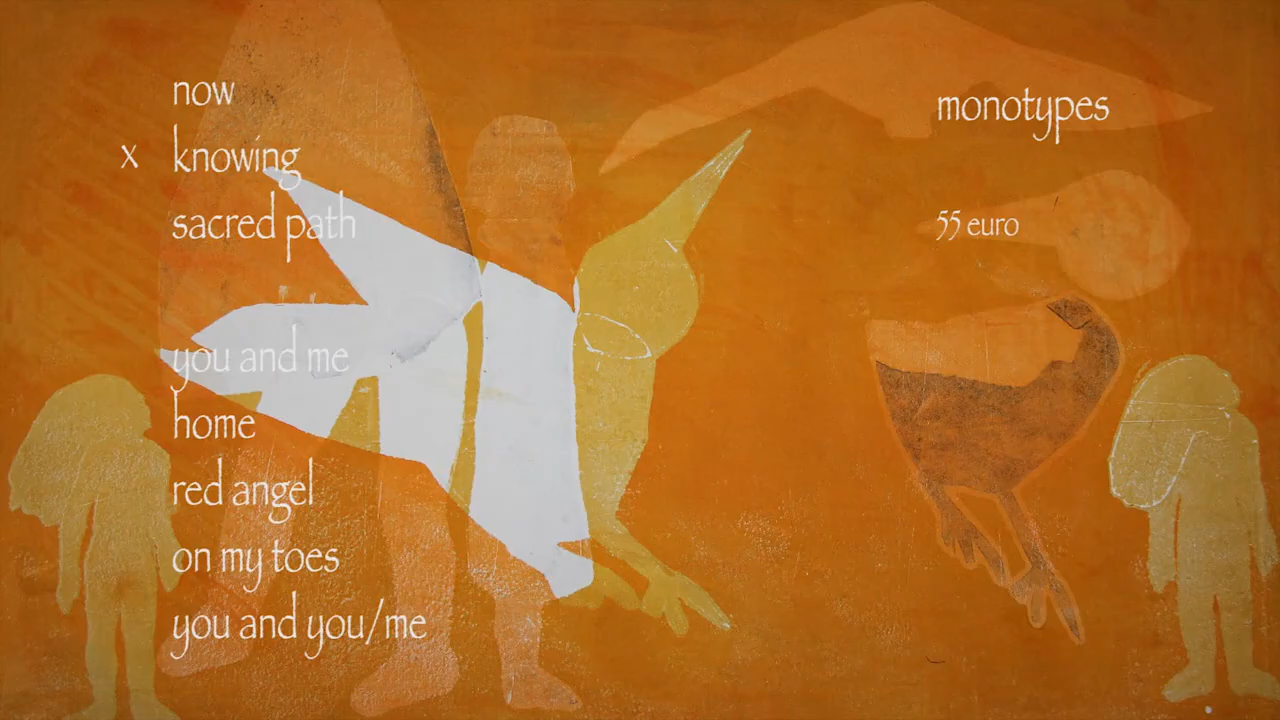 now
x knowing
sacred path
you and me
home
red angel
on my toes
you and you/me
monotypes
55 euro